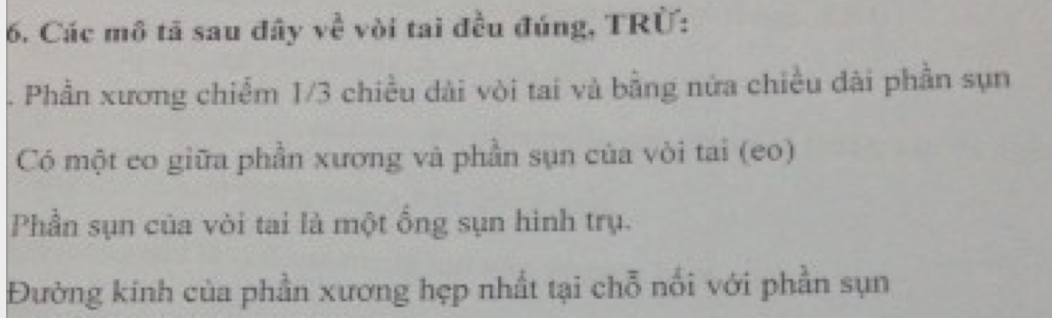 6. Các mô tả sau đây về vòi tai đều đúng, TRỪ:
. Phần xương chiếm 1/3 chiều dài vòi tai và bằng nửa chiều dài phần sụn
Có một eo giữa phần xương và phần sụn của vòi tai (eo)
Phần sụn của vòi tai là một ống sụn hình trụ.
Đường kính của phần xương hẹp nhất tại chỗ nối với phần sụn